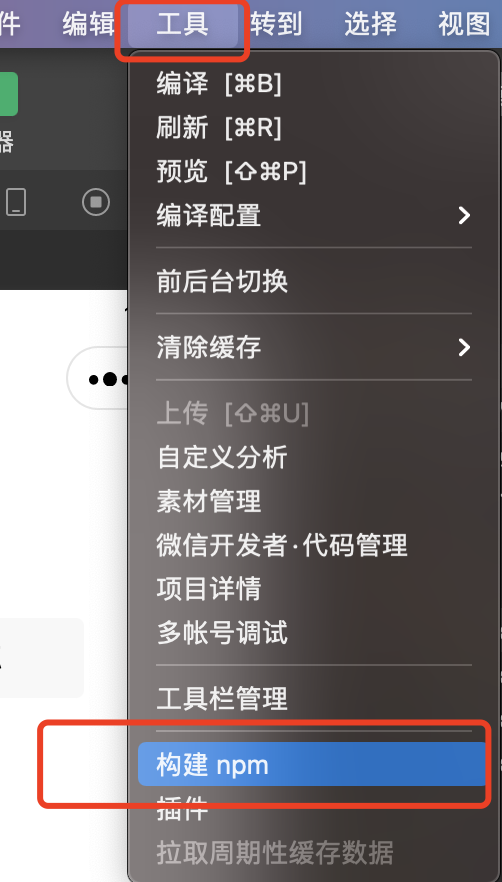 件 编辑 工具 转到 选择 视图
器
编译 [⌘B]
刷新 [⌘R]
预览 [⇧⌘P]
编译配置
前后台切换
清除缓存
上传 [⇧⌘U]
自定义分析
素材管理
微信开发者·代码管理
项目详情
多帐号调试
工具栏管理
构建 npm
插件
拉取周期性缓存数据